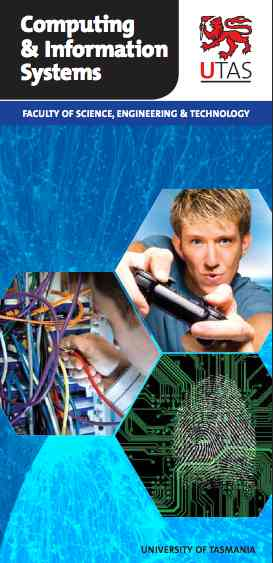 Computing
& Information
Systems
UTAS
FACULTY OF SCIENCE, ENGINEERING & TECHNOLOGY
UNIVERSITY OF TASMANIA